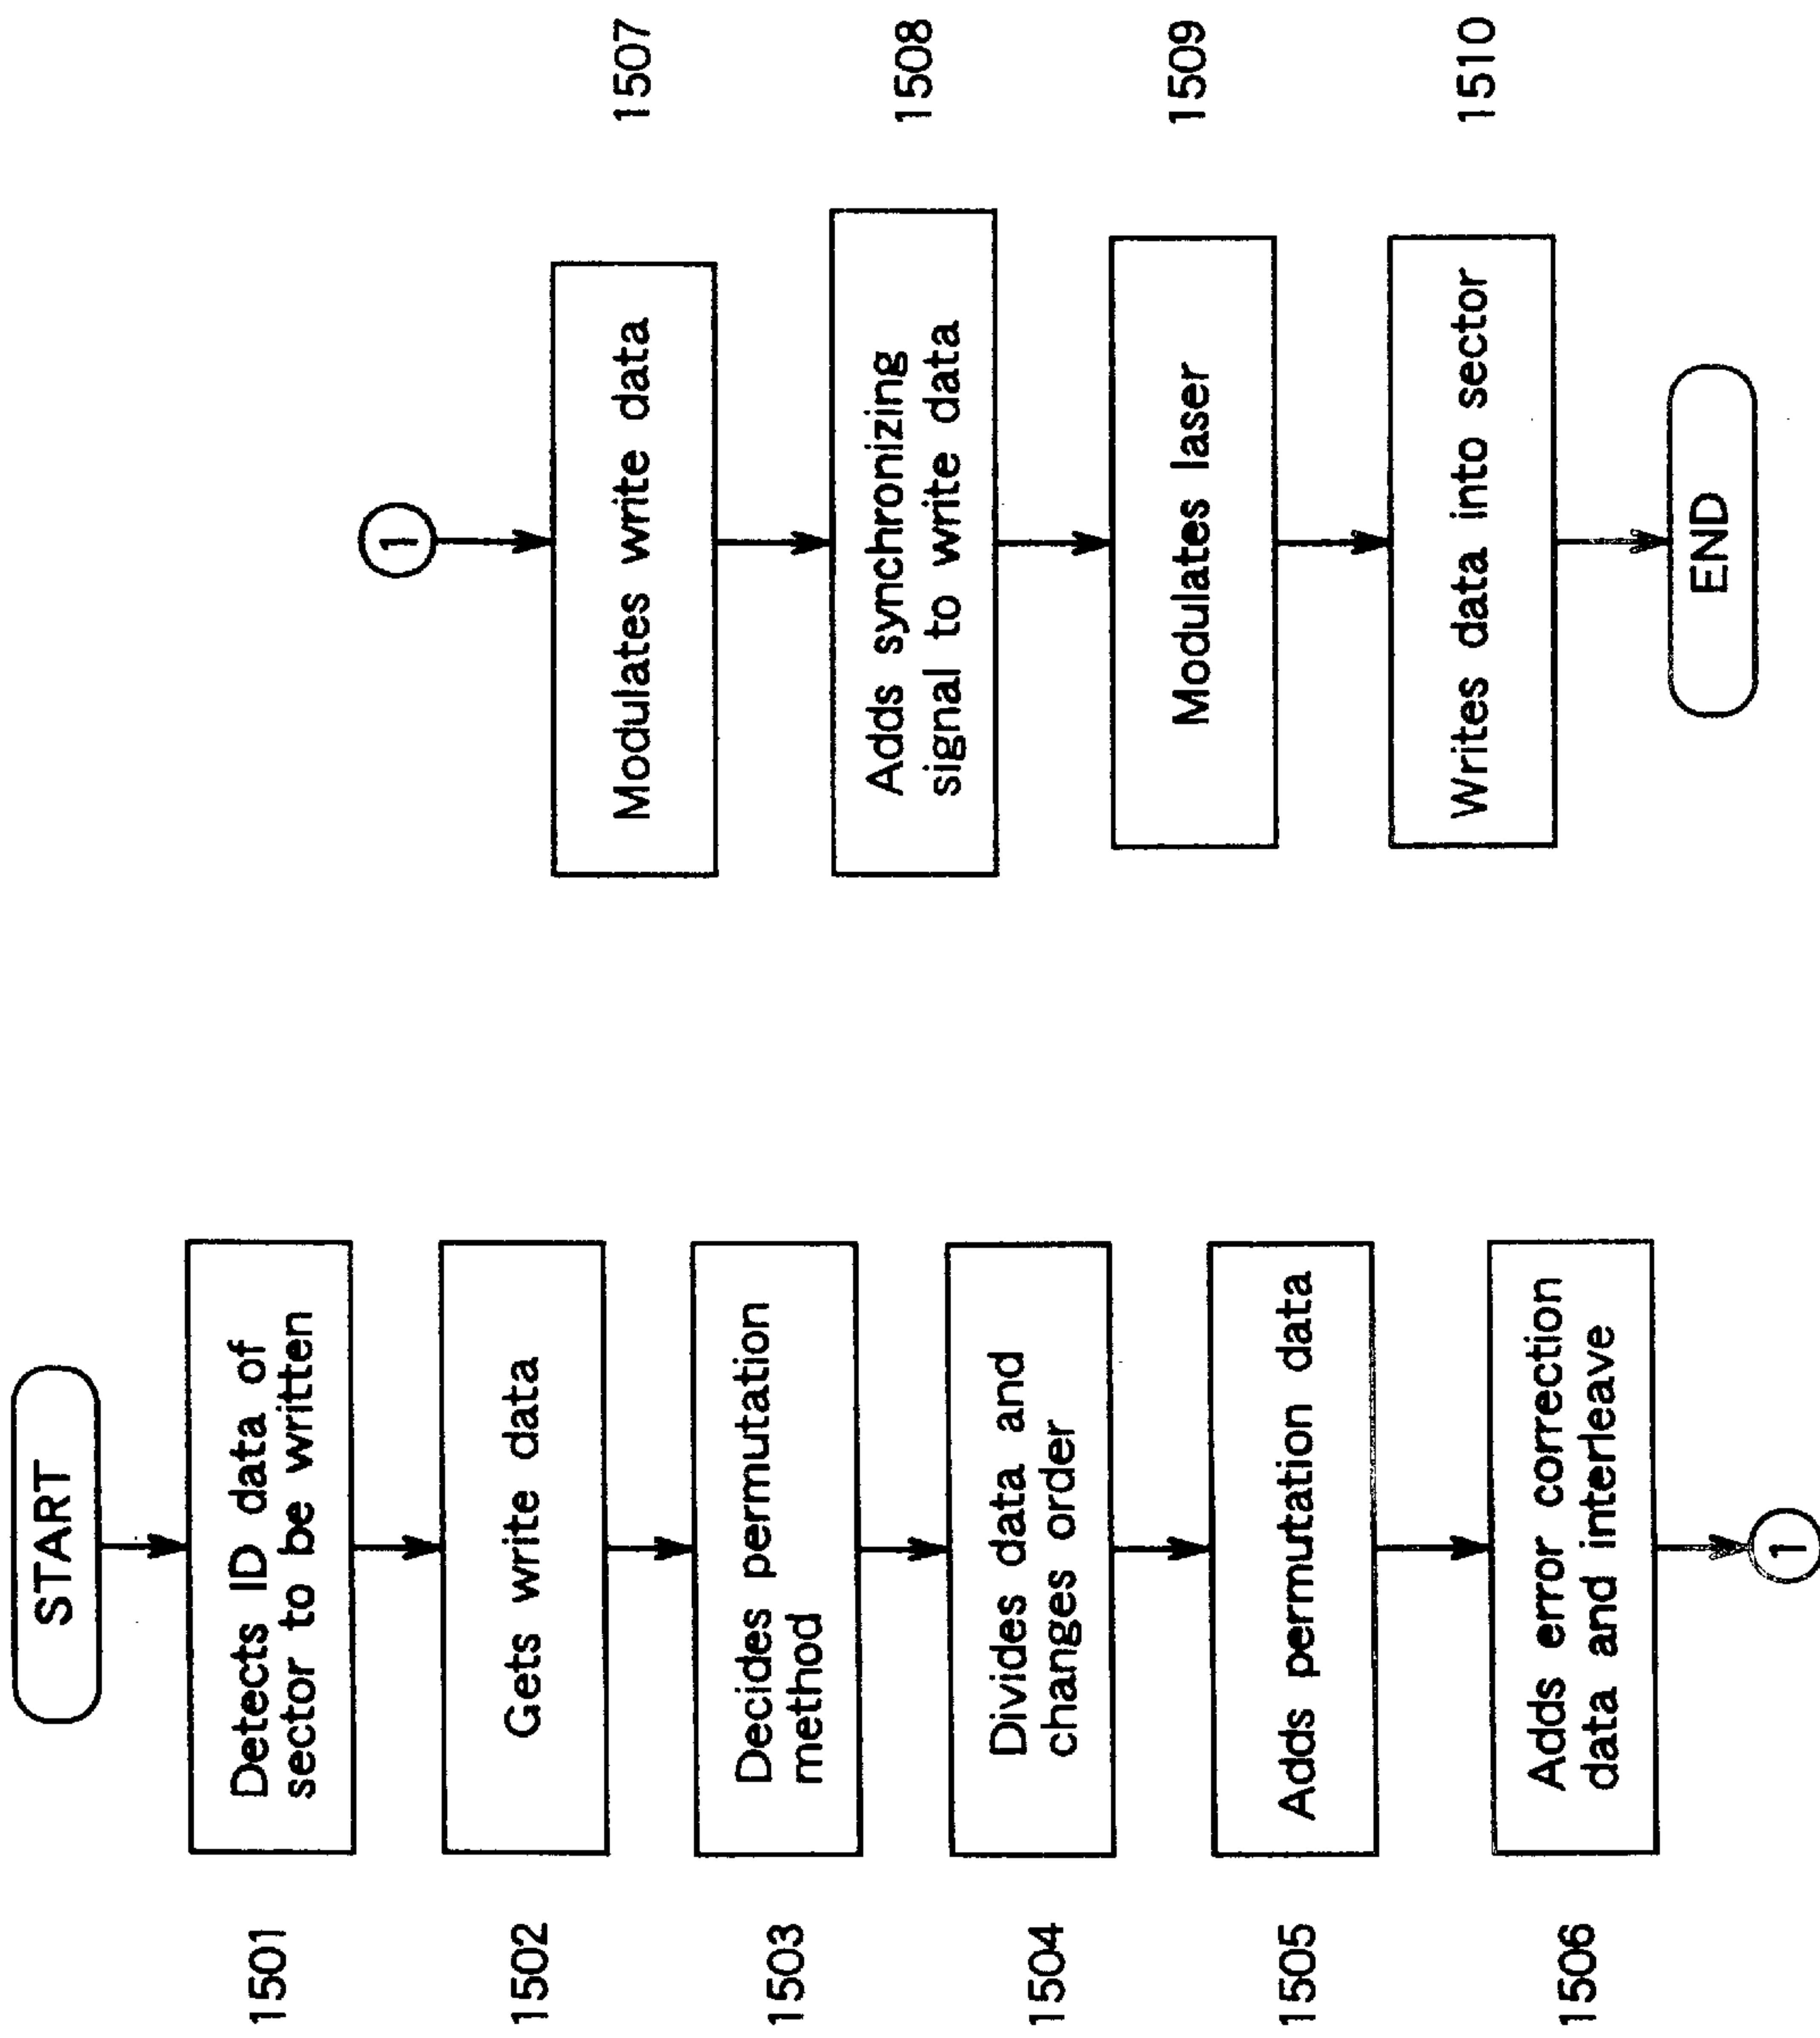 START
1501
Detects ID data of
sector to be written
1502
Gets write data
1503
Decides permutation
method
1504
Divides data and
changes order
1505
Adds permutation data
1506
Adds error correction
data and interleave
1
1
Modulates write data
1507
Adds synchronizing
signal to write data
1508
Modulates laser
1509
Writes data into sector
1510
END